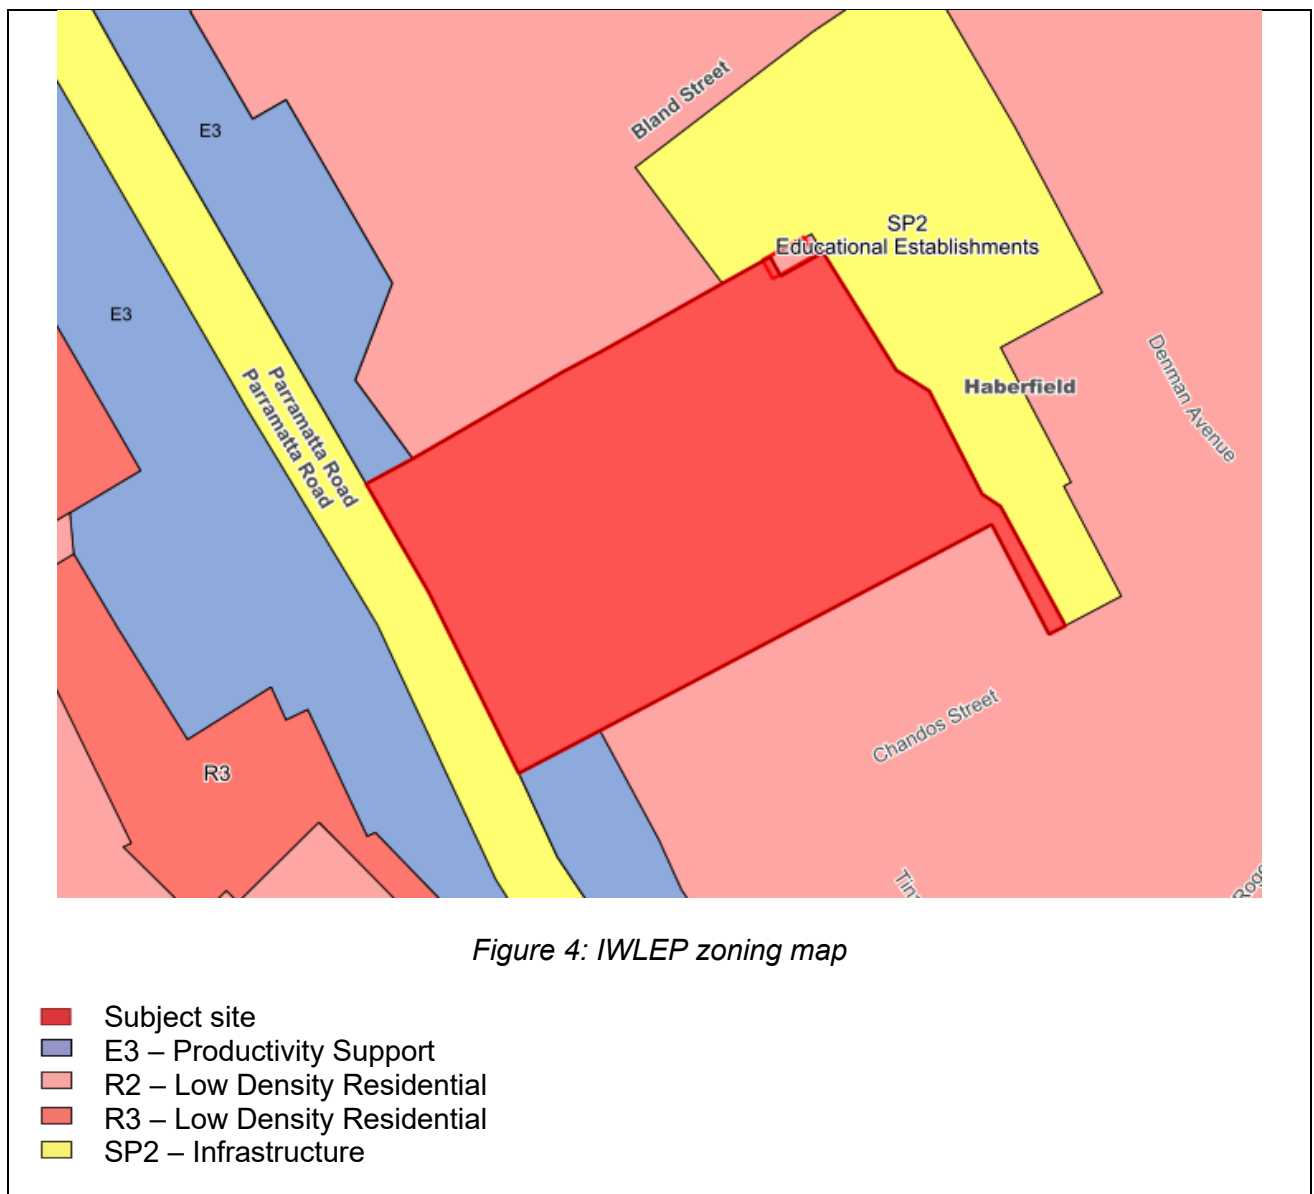 Bland Street
E3
SP2
Educational Establishments
E3
Denman Avenue
Haberfield
Parramatta Road
Parramatta Road
Chandos Street
R3
Figure 4: IWLEP zoning map
Subject site
E3 – Productivity Support
R2 – Low Density Residential
R3 – Low Density Residential
SP2 – Infrastructure